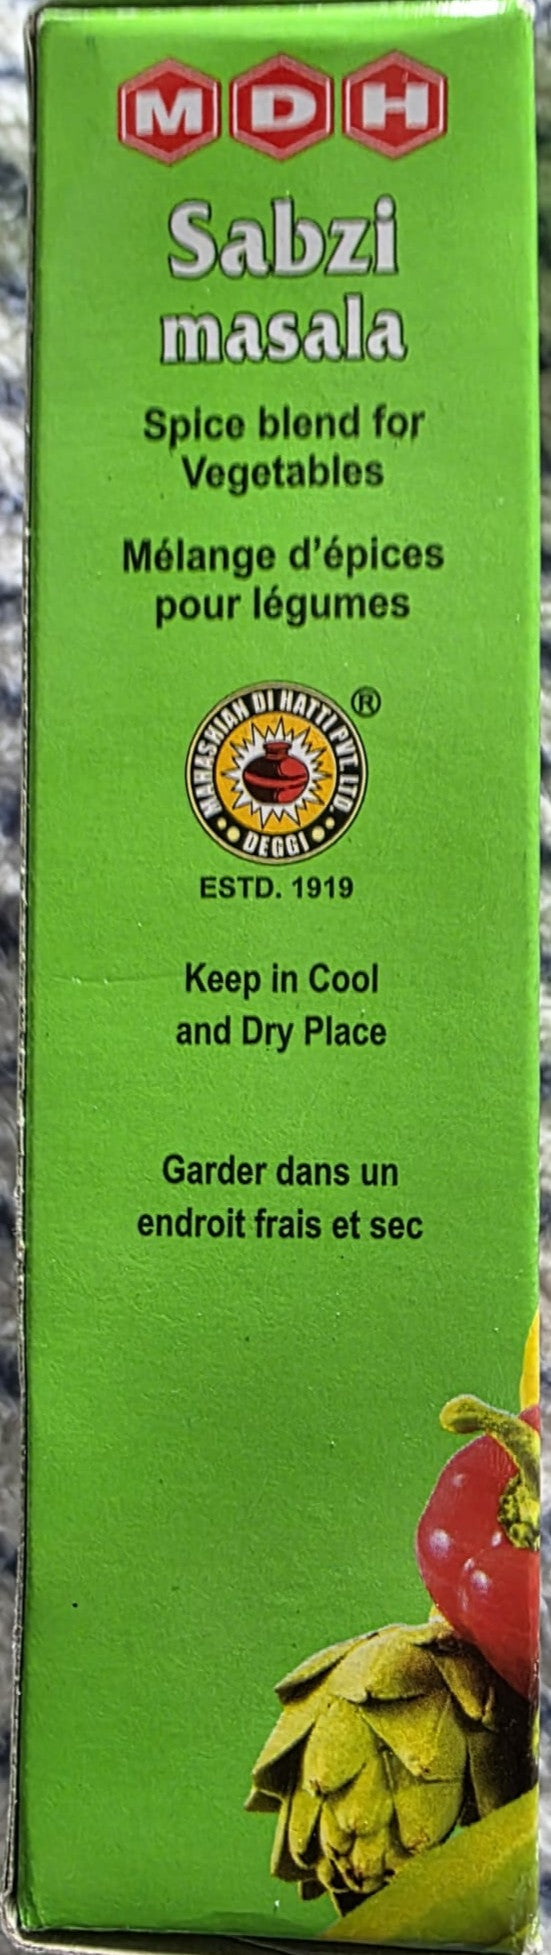 MDH
Sabzi
masala
Spice blend for
Vegetables
Mélange d'épices
pour légumes
MAHASHIAN DI HATTI PVT. LTD.
®
DEGGI
ESTD. 1919
Keep in Cool
and Dry Place
Garder dans un
endroit frais et sec